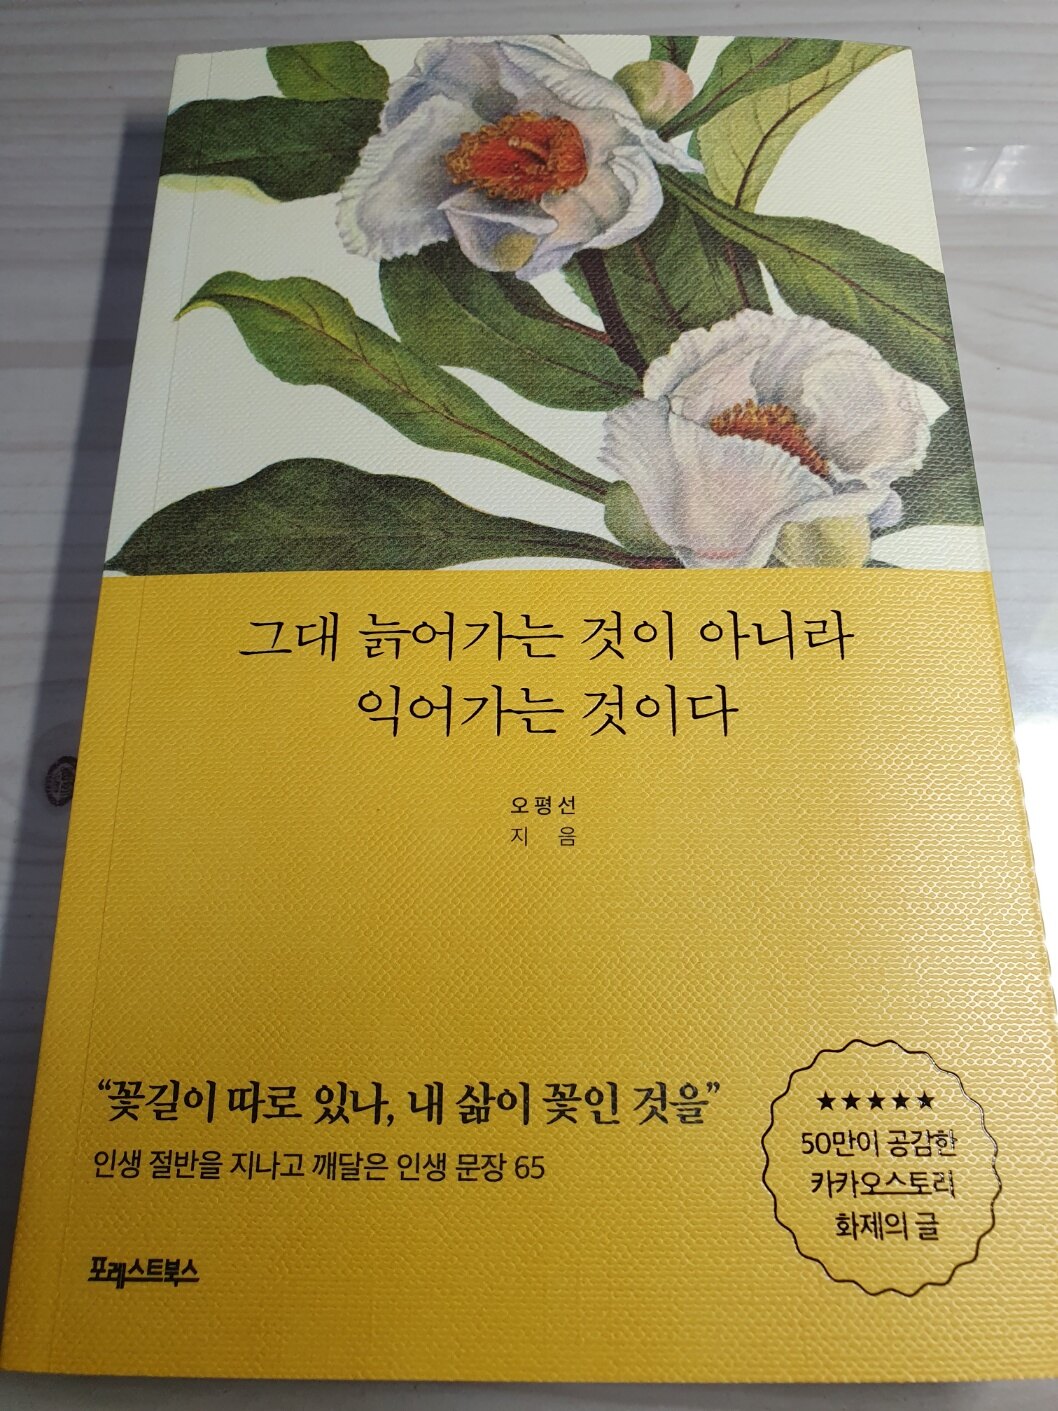 그대 늙어가는 것이 아니라
익어가는 것이다
오평선
지 음
“꽃길이 따로 있나, 내 삶이 꽃인 것을”
인생 절반을 지나고 깨달은 인생 문장 65
★★★★★
50만이 공감한
카카오스토리
화제의 글
포레스트북스